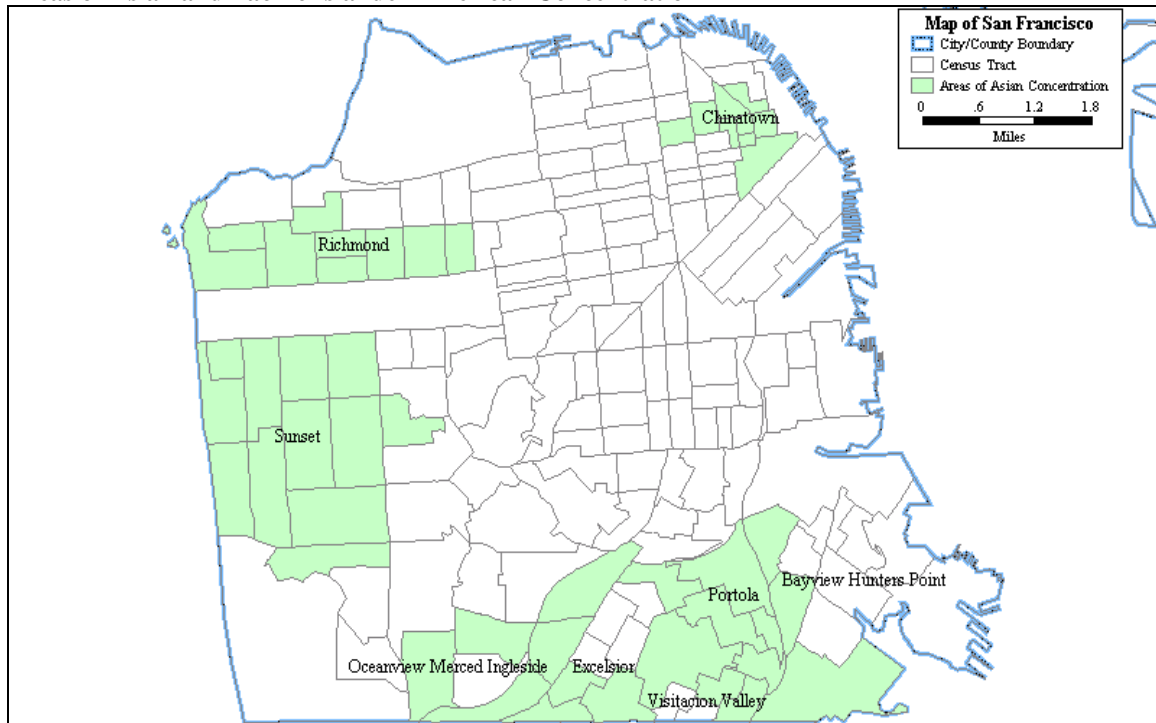 Map of San Francisco
City/County Boundary
Census Tract
Areas of Asian Concentration
0 .6 1.2 1.8
Miles
Chinatown
Richmond
Sunset
Bayview Hunters Point
Portola
Oceanview Merced Ingleside
Excelsior
Visitacion Valley